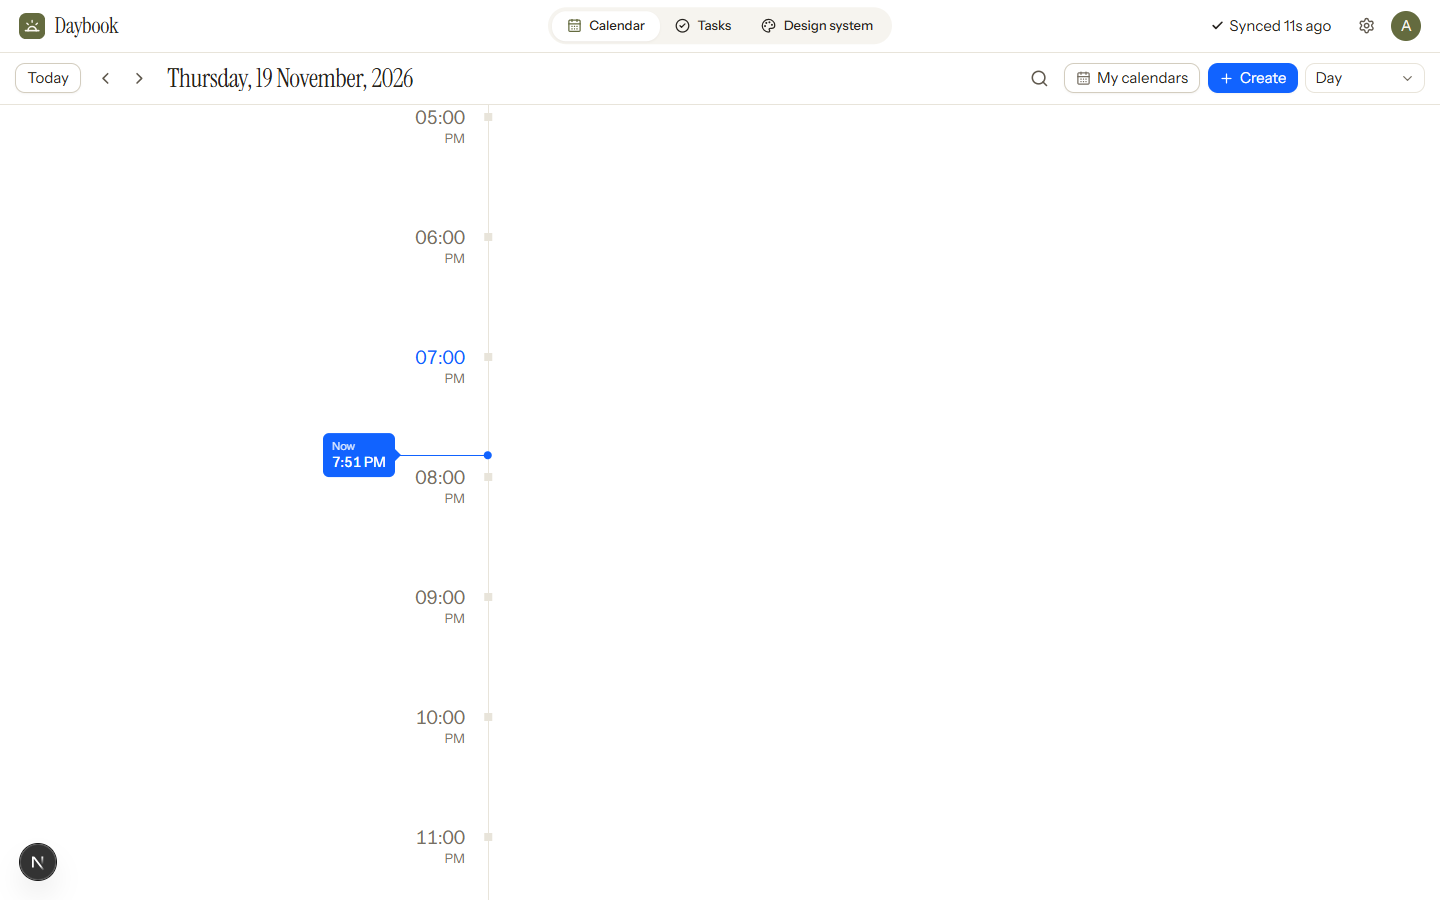 Daybook
Calendar
Tasks
Design system
Synced 11s ago
A
Today
Thursday, 19 November, 2026
My calendars
+ Create
Day
05:00
PM
06:00
PM
07:00
PM
Now
7:51 PM
08:00
PM
09:00
PM
10:00
PM
11:00
PM
N